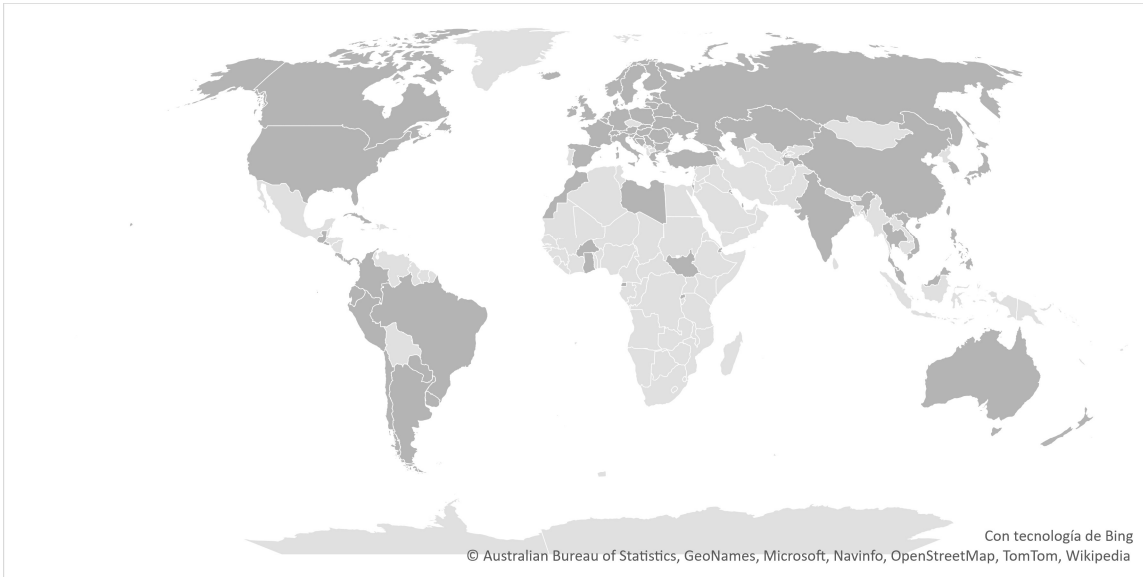 Con tecnología de Bing
© Australian Bureau of Statistics, GeoNames, Microsoft, Navinfo, OpenStreetMap, TomTom, Wikipedia